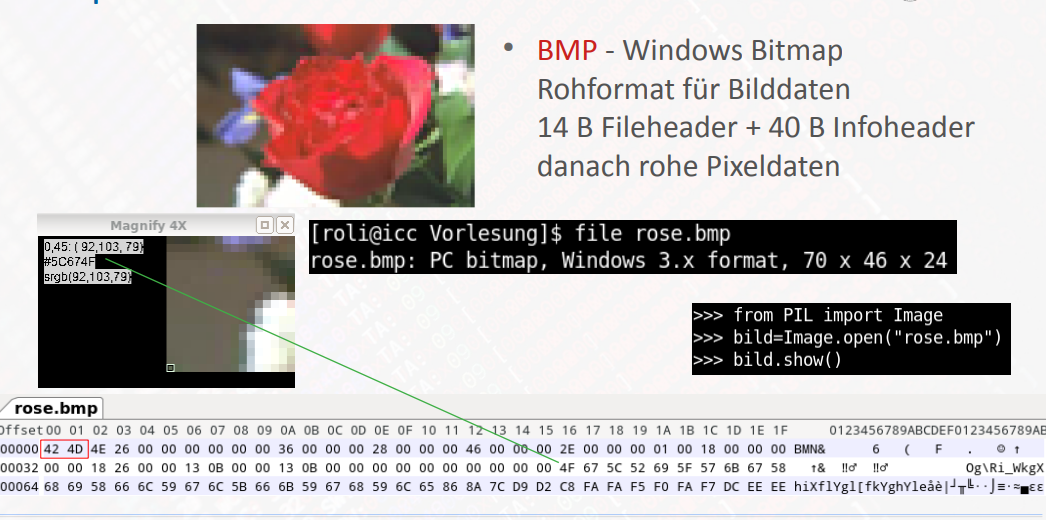 BMP - Windows Bitmap
Rohformat für Bilddaten
14 B Fileheader + 40 B Infoheader
danach rohe Pixeldaten
Magnify 4X
0,45: ( 92,103, 79)
#5C674F
srgb(92,103,79)
[roli@icc Vorlesung]$ file rose.bmp
rose.bmp: PC bitmap, Windows 3.x format, 70 x 46 x 24
>>> from PIL import Image
>>> bild=Image.open("rose.bmp")
>>> bild.show()
rose.bmp
Offset 00 01 02 03 04 05 06 07 08 09 0A 0B 0C 0D 0E 0F 10 11 12 13 14 15 16 17 18 19 1A 1B 1C 1D 1E 1F 0123456789ABCDEF0123456789AB
00000 42 4D 4E 26 00 00 00 00 00 00 36 00 00 00 28 00 00 00 46 00 00 00 2E 00 00 00 01 00 18 00 00 00 BMN& 6 ( F . ☺ ↑
00032 00 00 18 26 00 00 13 0B 00 00 13 0B 00 00 00 00 00 00 00 00 00 00 4F 67 5C 52 69 5F 57 6B 67 58 ↑& ‼♂ ‼♂ Og\Ri_WkgX
00064 68 69 58 66 6C 59 67 6C 5B 66 6B 59 67 68 59 6C 65 86 8A 7C D9 D2 C8 FA FA F5 F0 FA F7 DC EE EE hiXflYgl[fkYghYleåè|┘╥╚··⌡≡·≈▄εε